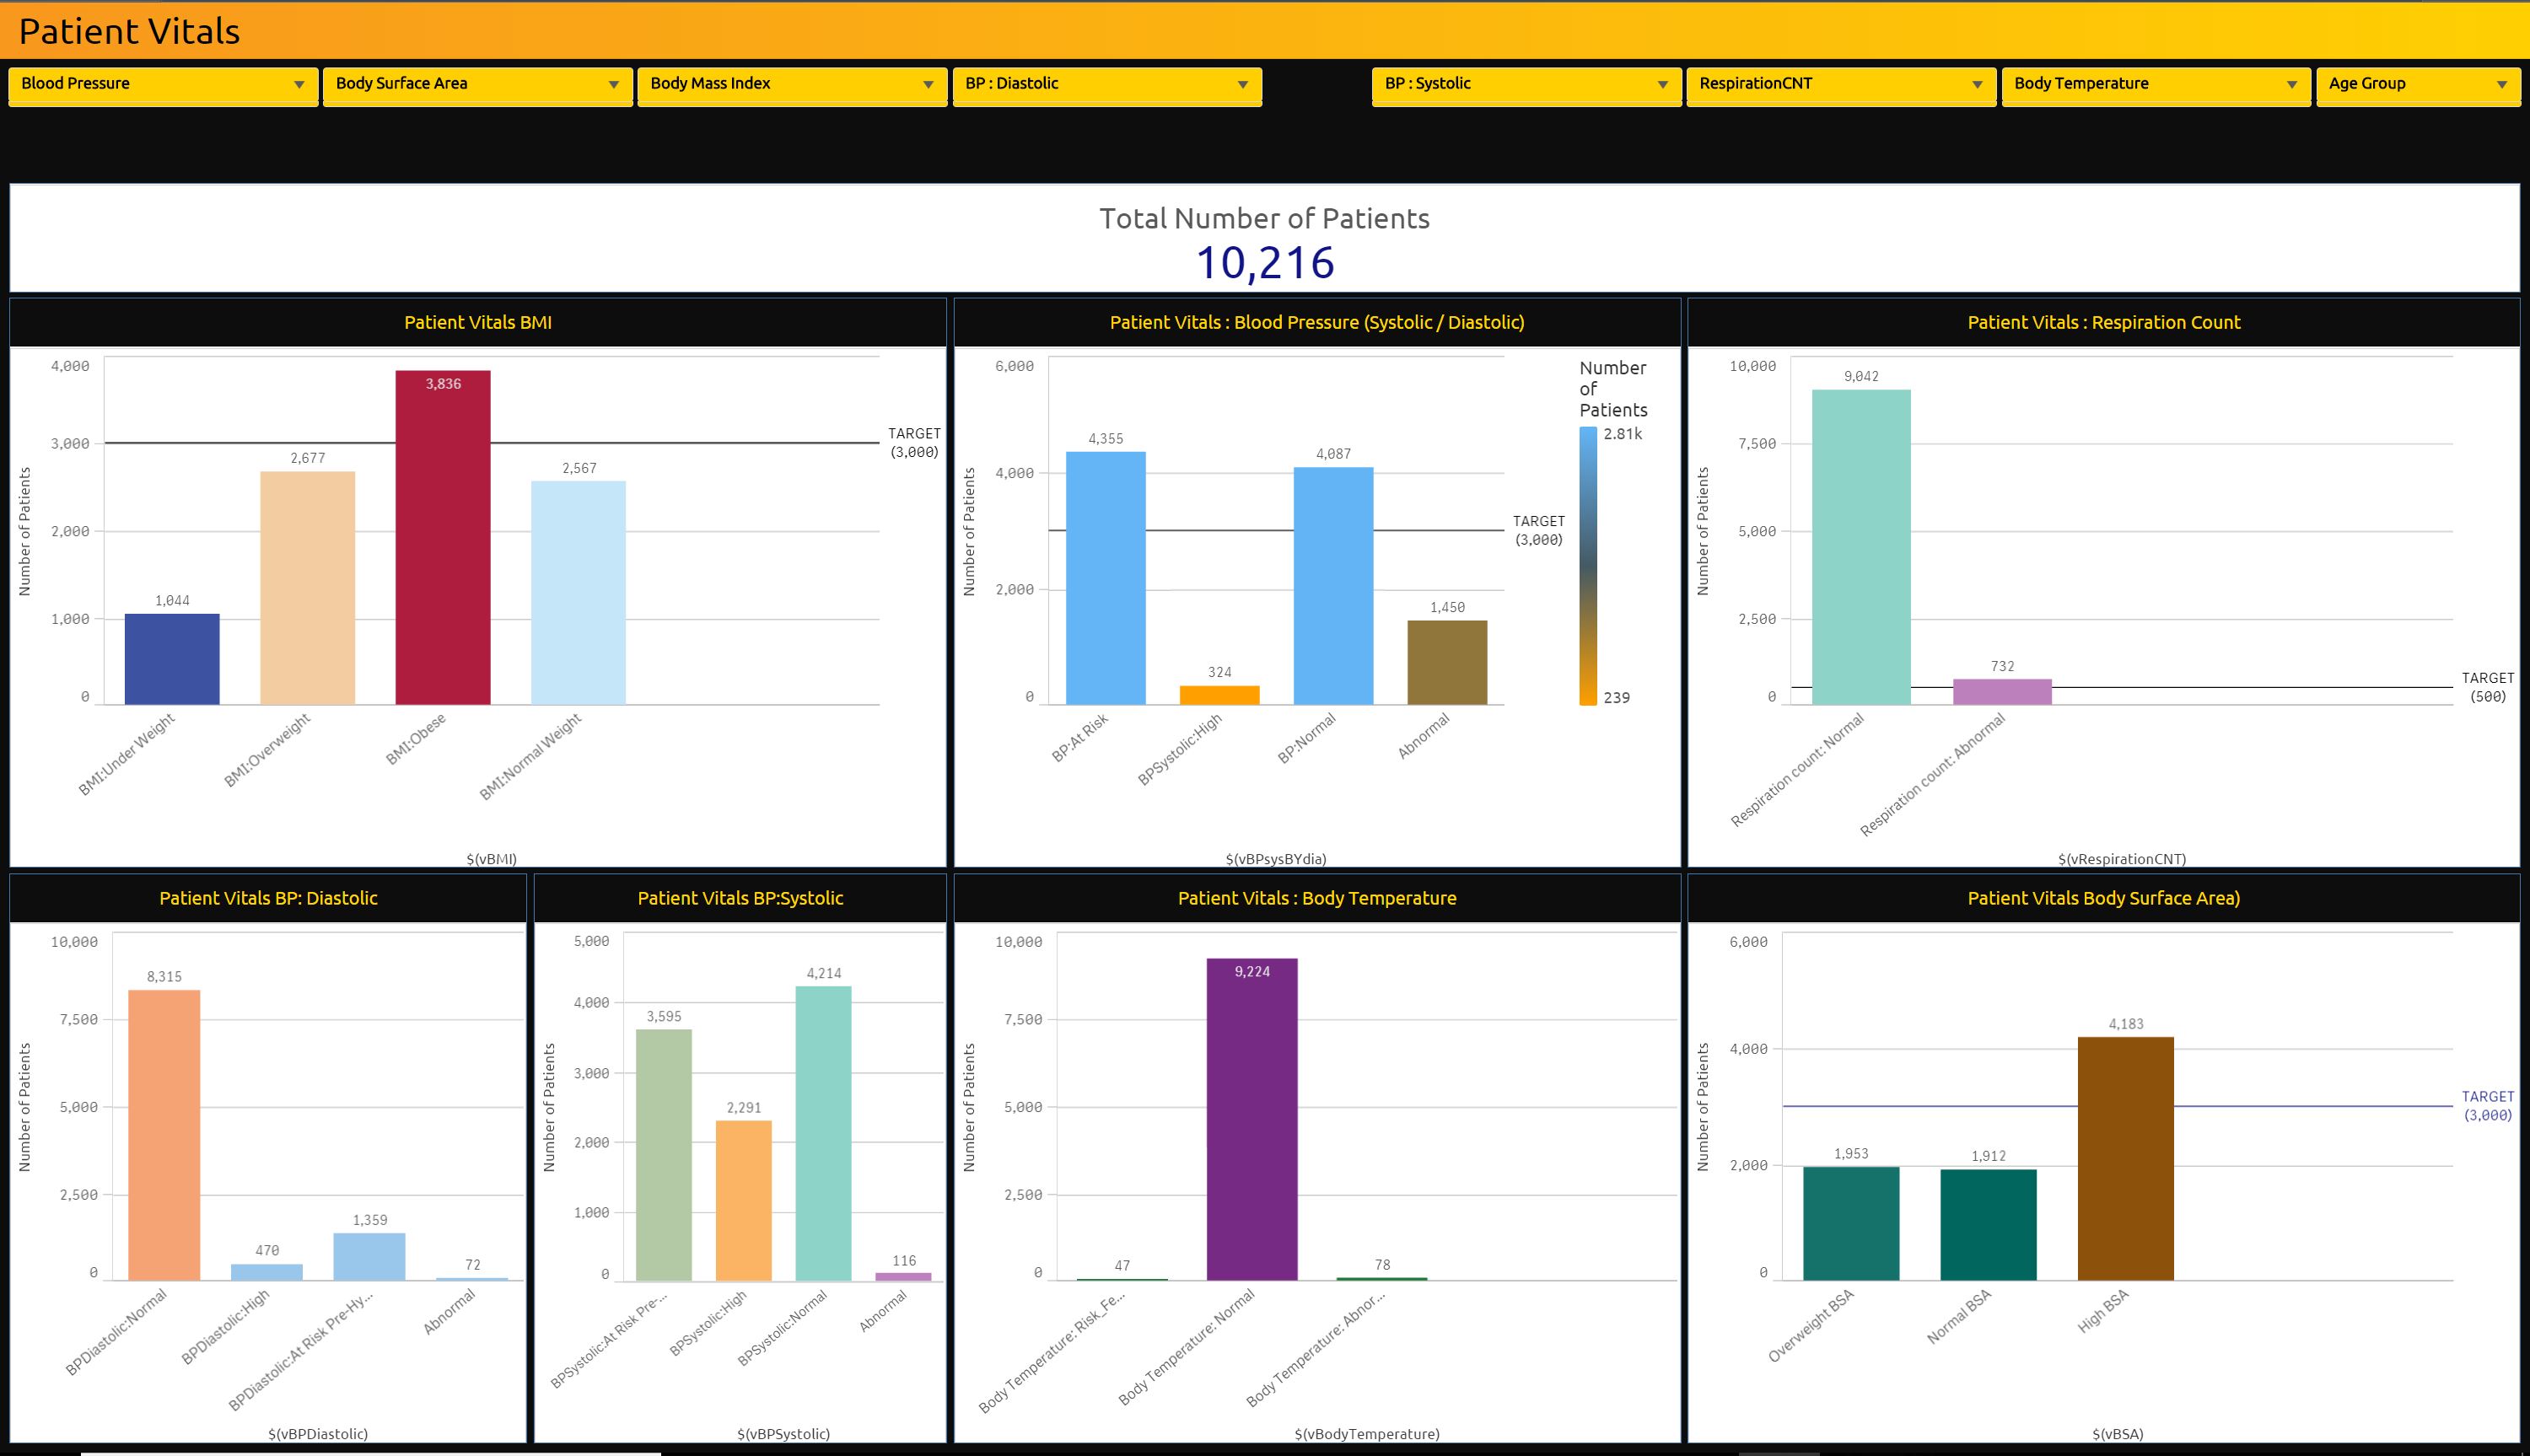 Patient Vitals
Blood Pressure
Body Surface Area
Body Mass Index
BP : Diastolic
BP : Systolic
RespirationCNT
Body Temperature
Age Group
Total Number of Patients
10,216
Patient Vitals BMI
Number of Patients
4,000
3,000
2,000
1,000
0
1,044
2,677
3,836
2,567
TARGET
(3,000)
BMI:Under Weight
BMI:Overweight
BMI:Obese
BMI:Normal Weight
$(vBMI)
Patient Vitals : Blood Pressure (Systolic / Diastolic)
Number of Patients
6,000
4,000
2,000
0
4,355
324
4,087
1,450
TARGET
(3,000)
BP:At Risk
BPSystolic:High
BP:Normal
Abnormal
$(vBPsysBYdia)
Number
of
Patients
2.81k
239
Patient Vitals : Respiration Count
Number of Patients
10,000
7,500
5,000
2,500
0
9,042
732
TARGET
(500)
Respiration count: Normal
Respiration count: Abnormal
$(vRespirationCNT)
Patient Vitals BP: Diastolic
Number of Patients
10,000
7,500
5,000
2,500
0
8,315
470
1,359
72
BPDiastolic:Normal
BPDiastolic:High
BPDiastolic:At Risk Pre-Hy...
Abnormal
$(vBPDiastolic)
Patient Vitals BP:Systolic
Number of Patients
5,000
4,000
3,000
2,000
1,000
0
3,595
2,291
4,214
116
BPSystolic:At Risk Pre-...
BPSystolic:High
BPSystolic:Normal
Abnormal
$(vBPSystolic)
Patient Vitals : Body Temperature
Number of Patients
10,000
7,500
5,000
2,500
0
47
9,224
78
Body Temperature: Risk_Fe...
Body Temperature: Normal
Body Temperature: Abnor...
$(vBodyTemperature)
Patient Vitals Body Surface Area)
Number of Patients
6,000
4,000
2,000
0
1,953
1,912
4,183
TARGET
(3,000)
Overweight BSA
Normal BSA
High BSA
$(vBSA)